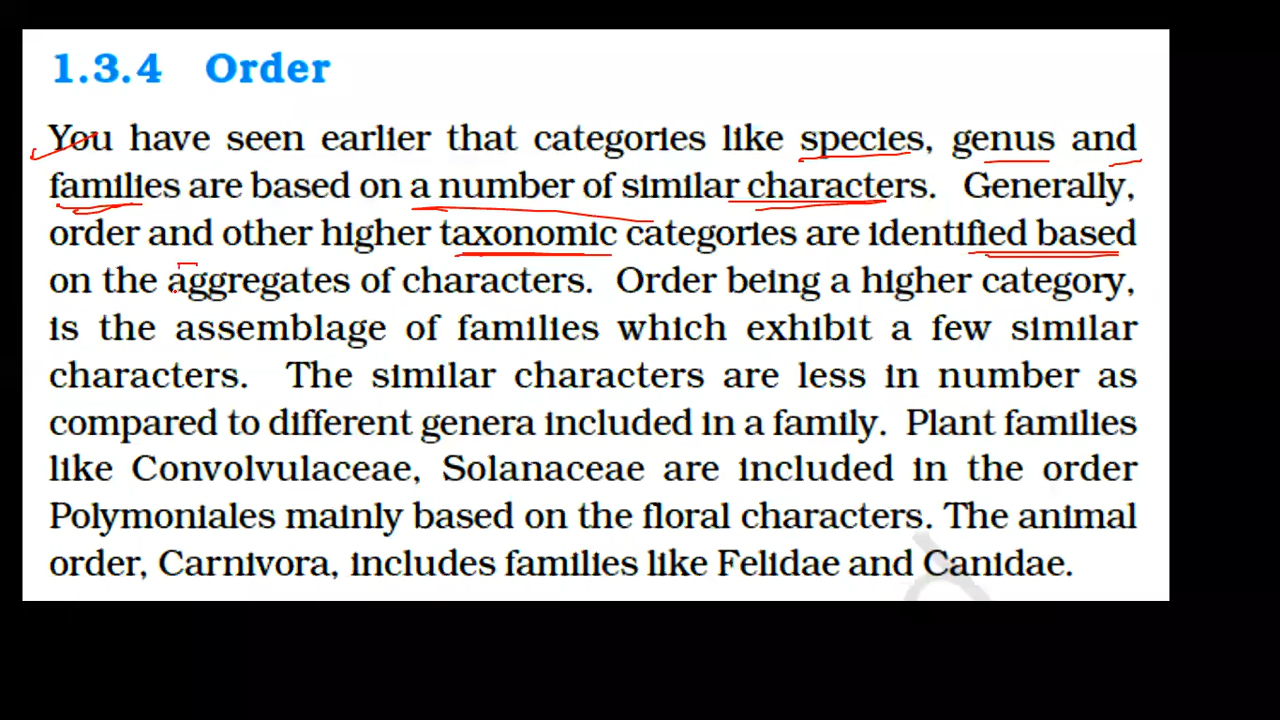 1.3.4 Order
You have seen earlier that categories like species, genus and
families are based on a number of similar characters. Generally,
order and other higher taxonomic categories are identified based
on the aggregates of characters. Order being a higher category,
is the assemblage of families which exhibit a few similar
characters. The similar characters are less in number as
compared to different genera included in a family. Plant families
like Convolvulaceae, Solanaceae are included in the order
Polymoniales mainly based on the floral characters. The animal
order, Carnivora, includes families like Felidae and Canidae.